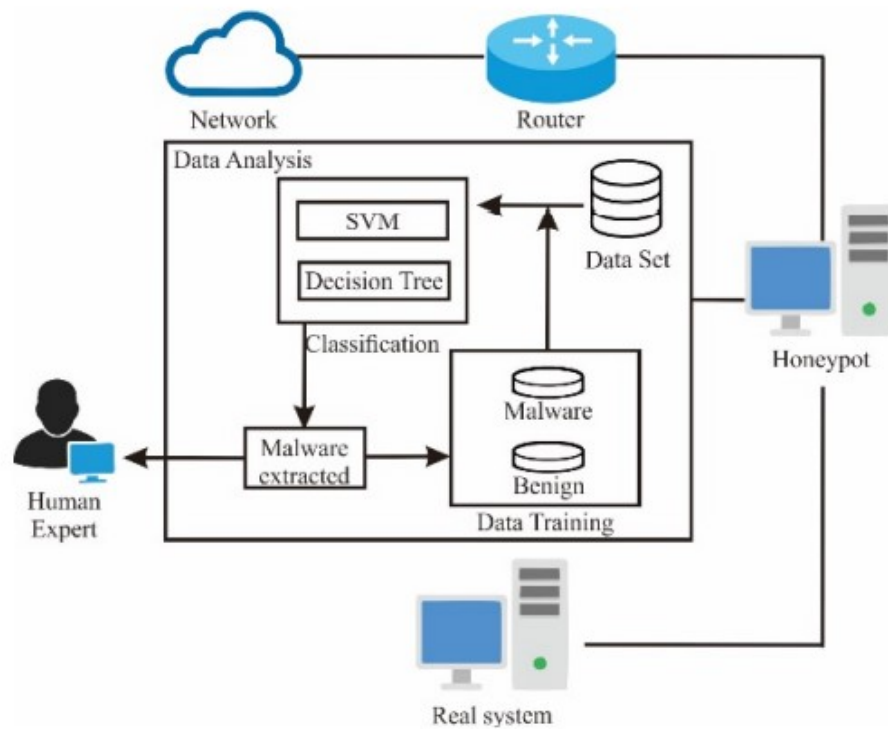 Network
Router
Data Analysis
SVM
Decision Tree
Data Set
Classification
Honeypot
Malware
Benign
Malware
extracted
Data Training
Human
Expert
Real system